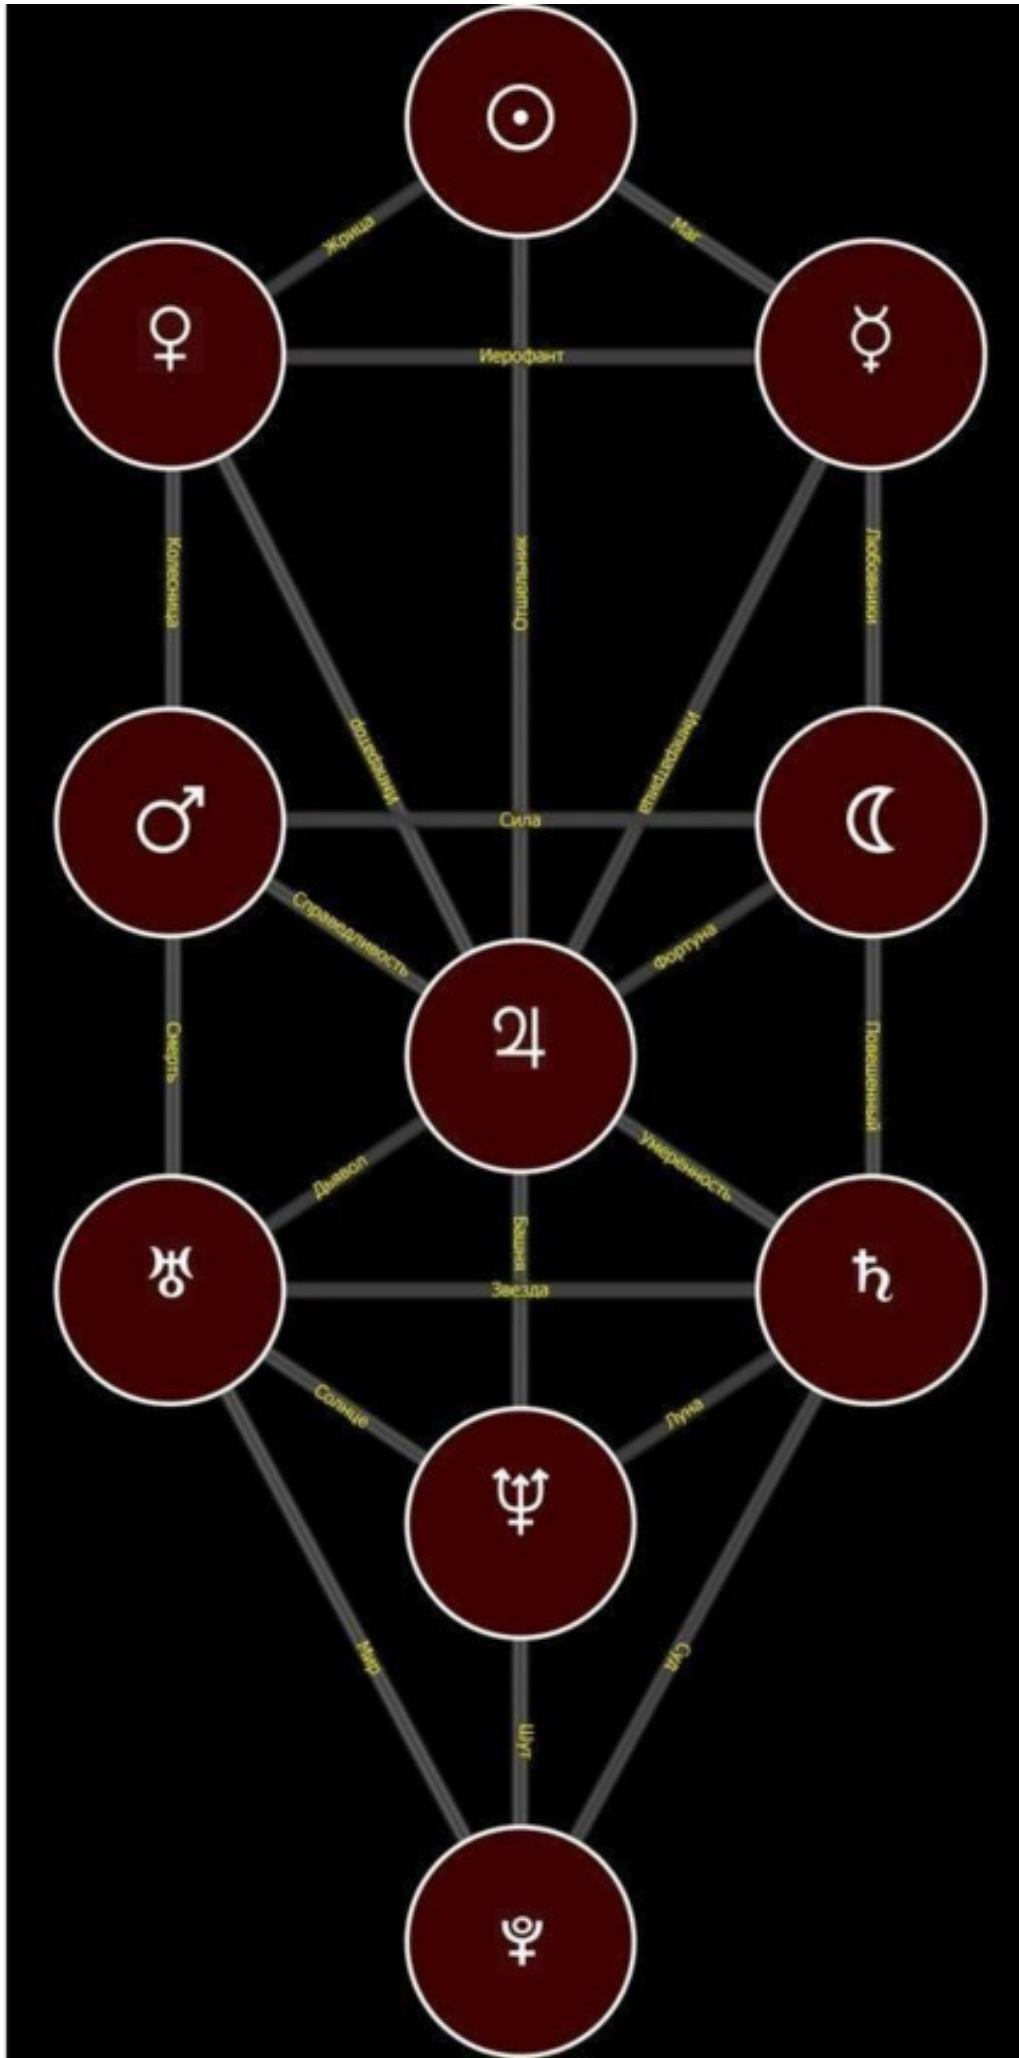 Жрица
Маг
Иерофант
Колесница
Отшельник
Любовники
Император
Императрица
Сила
Справедливость
Фортуна
Смерть
Повешенный
Дьявол
Умеренность
Башня
Звезда
Солнце
Луна
Мир
Суд
Шут